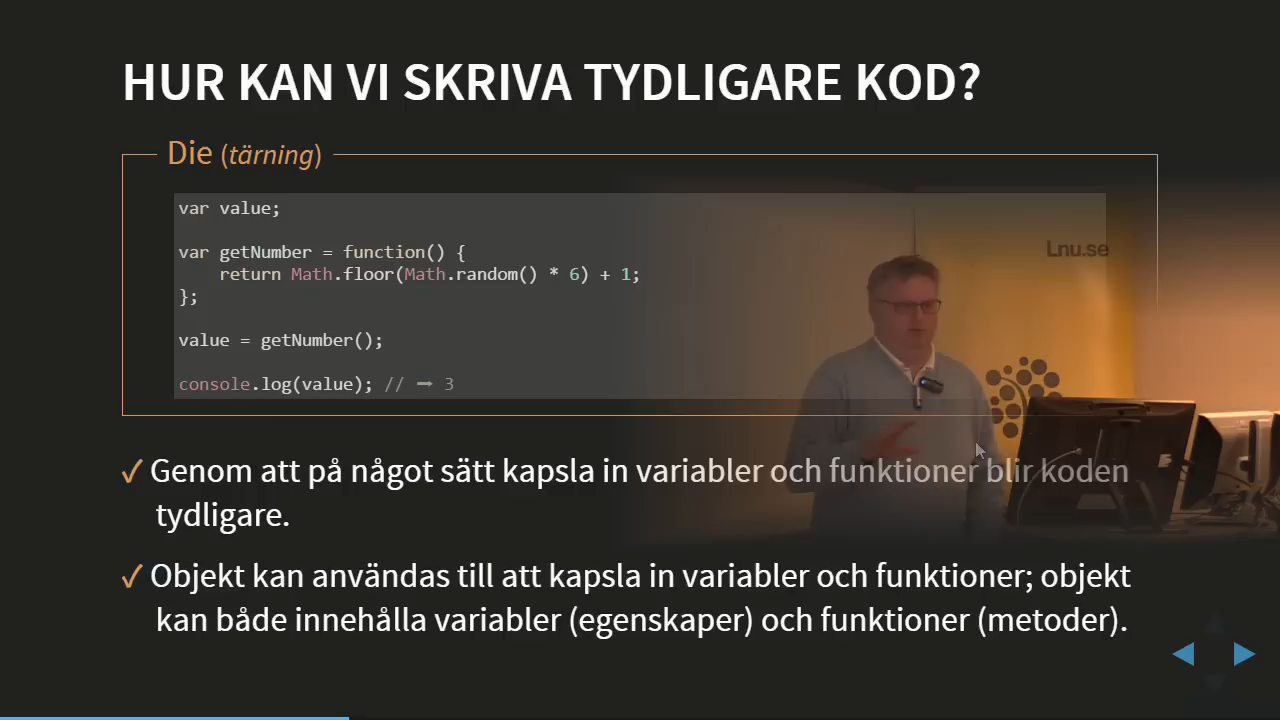 HUR KAN VI SKRIVA TYDLIGARE KOD?
Die (tärning)
var value;
var getNumber = function() {
    return Math.floor(Math.random() * 6) + 1;
};
value = getNumber();
console.log(value); // ➡ 3
Lnu.se
✓ Genom att på något sätt kapsla in variabler och funktioner blir koden
tydligare.
✓ Objekt kan användas till att kapsla in variabler och funktioner; objekt
kan både innehålla variabler (egenskaper) och funktioner (metoder).